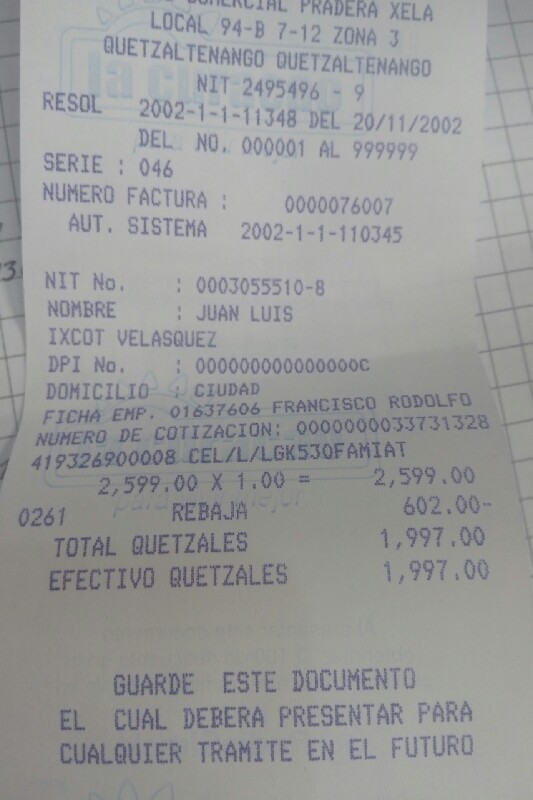 COMERCIAL PRADERA XELA
LOCAL 94-B 7-12 ZONA 3
QUETZALTENANGO QUETZALTENANGO
NIT 2495496 - 9
RESOL 2002-1-1-11348 DEL 20/11/2002
DEL NO. 000001 AL 999999
SERIE : 046
NUMERO FACTURA : 0000076007
AUT. SISTEMA 2002-1-1-110345
NIT No. : 0003055510-8
NOMBRE : JUAN LUIS
IXCOT VELASQUEZ
DPI No. : 000000000000000C
DOMICILIO : CIUDAD
FICHA EMP. 01637606 FRANCISCO RODOLFO
NUMERO DE COTIZACION: 0000000033731328
419326900008 CEL/L/LGK530FAMIAT
2,599.00 X 1.00 = 2,599.00
0261 REBAJA 602.00-
TOTAL QUETZALES 1,997.00
EFECTIVO QUETZALES 1,997.00
GUARDE ESTE DOCUMENTO
EL CUAL DEBERA PRESENTAR PARA
CUALQUIER TRAMITE EN EL FUTURO